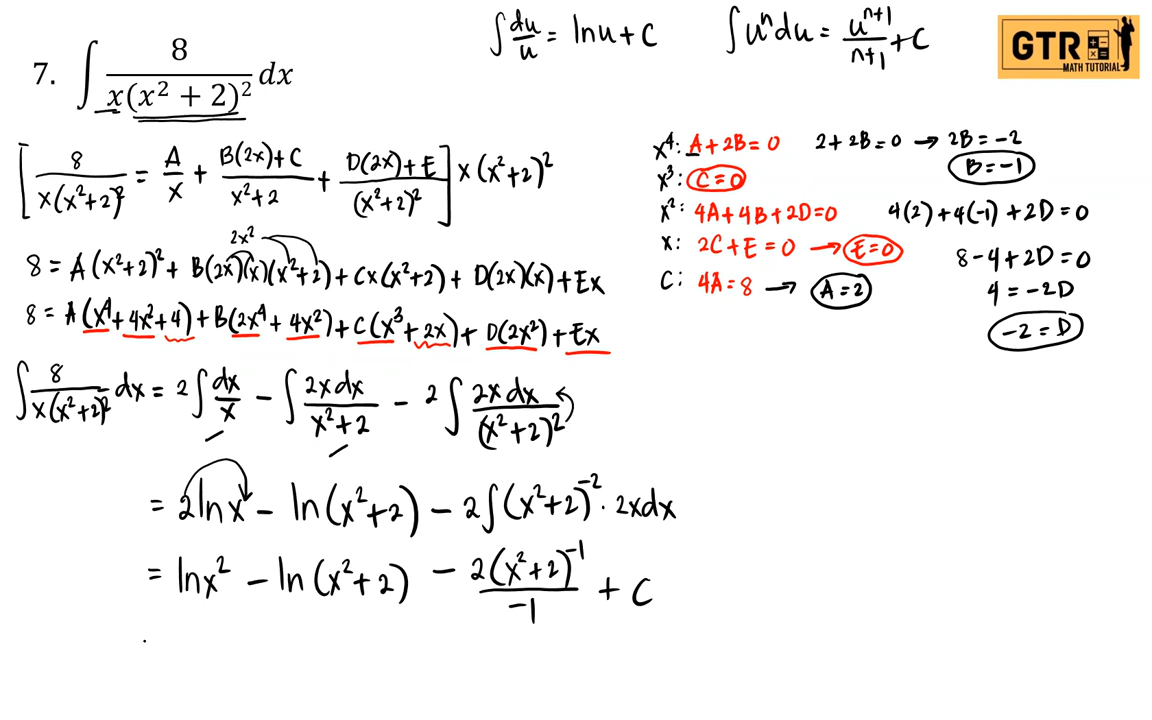 ∫ du/u = ln u + C    ∫ uⁿ du = uⁿ⁺¹/n+1 + C
GTR
MATH TUTORIAL
7. ∫ 8/(x(x² + 2)²) dx
[ 8/(x(x²+2)²) = A/x + (B(2x)+C)/(x²+2) + (D(2x)+E)/(x²+2)² ] x (x²+2)²
2x²
8 = A(x²+2)² + B(2x)(x)(x²+2) + Cx(x²+2) + D(2x)(x) + Ex
8 = A(x⁴+4x²+4) + B(2x⁴+4x²) + C(x³+2x) + D(2x²) + Ex
x⁴: A + 2B = 0    2 + 2B = 0 → 2B = -2
B = -1
x³: C = 0
x²: 4A + 4B + 2D = 0    4(2) + 4(-1) + 2D = 0
x: 2C + E = 0 → E = 0    8 - 4 + 2D = 0
C: 4A = 8 → A = 2    4 = -2D
-2 = D
∫ 8/(x(x²+2)²) dx = 2∫ dx/x - ∫ 2x dx/(x²+2) - 2∫ 2x dx/(x²+2)²
= 2 ln x - ln(x²+2) - 2∫(x²+2)⁻² · 2x dx
= ln x² - ln(x²+2) - 2(x²+2)⁻¹/-1 + C